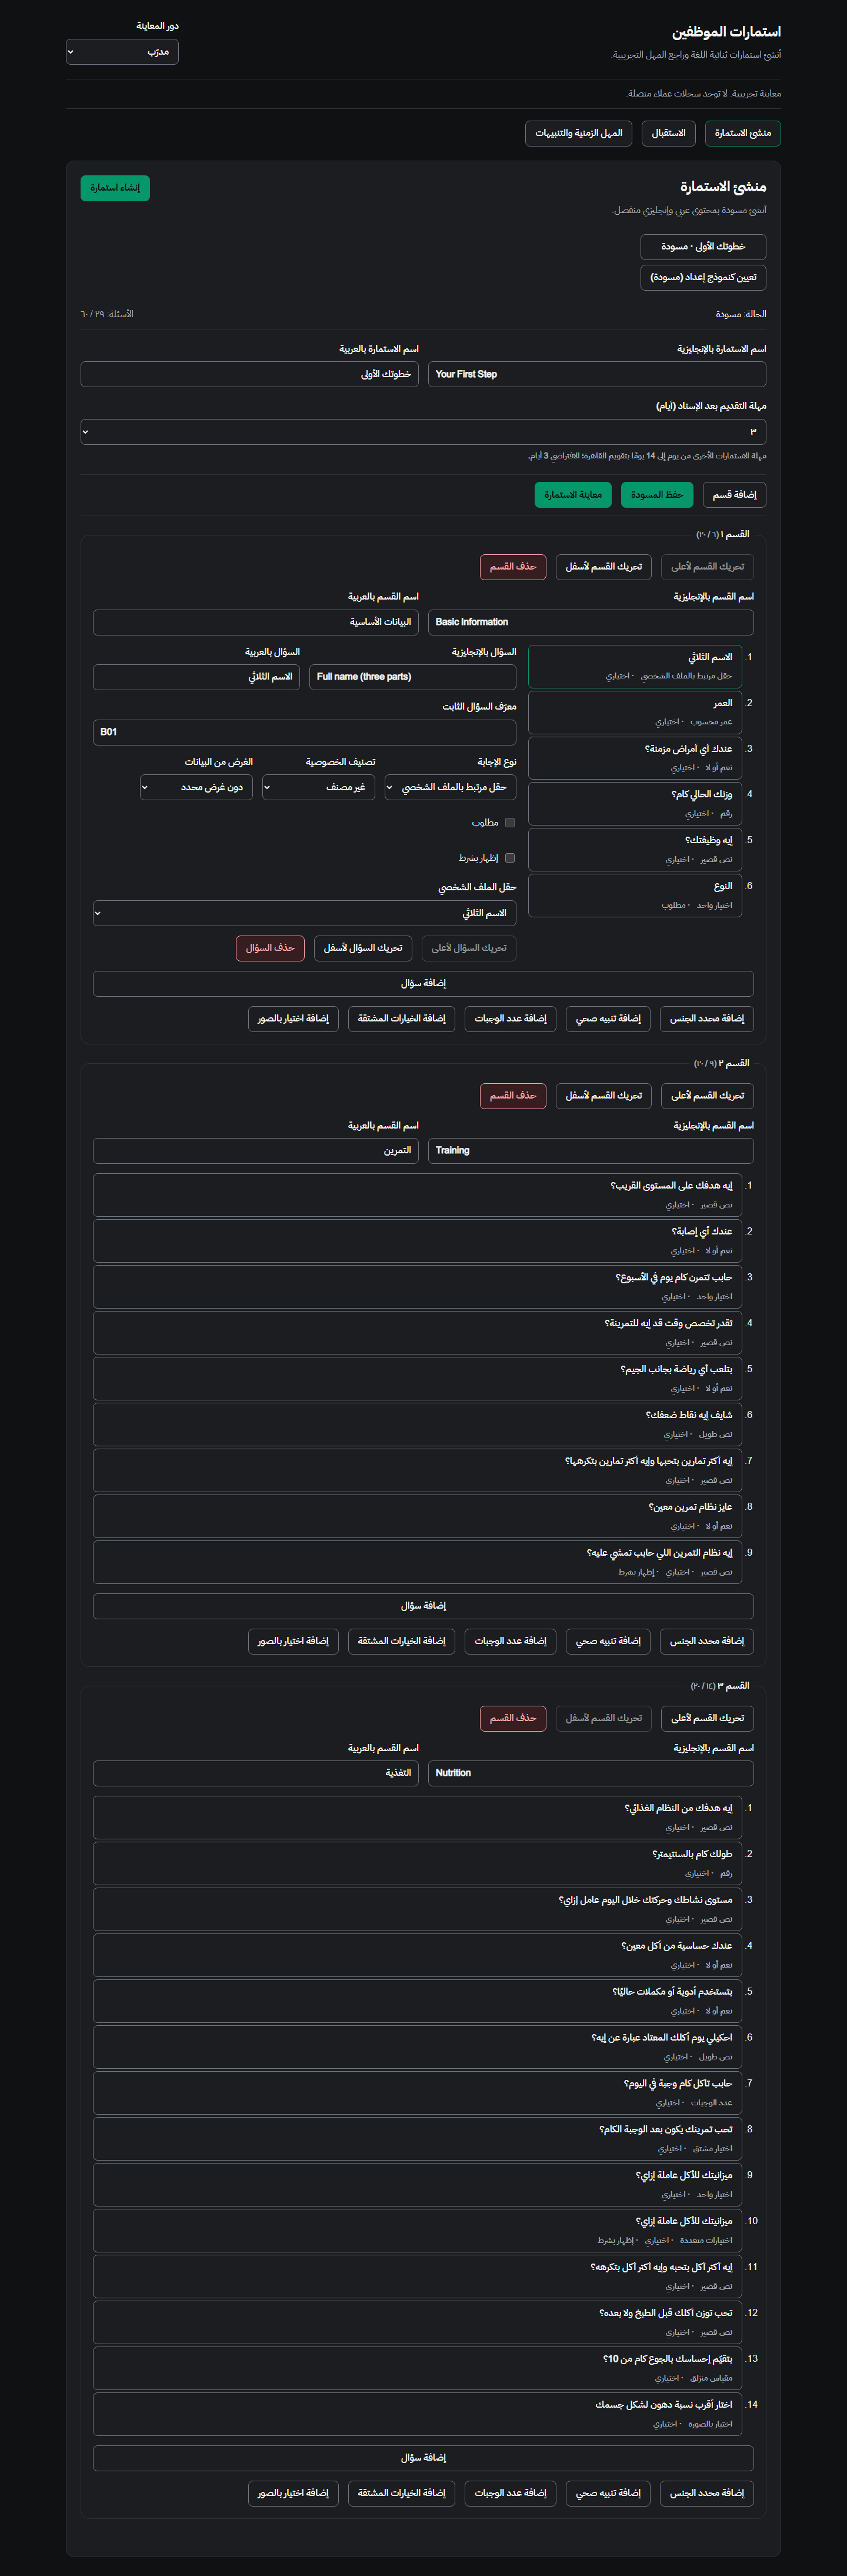 استمارات الموظفين
أنشئ استمارات ثنائية اللغة وراجع المهل التجريبية.
دور المعاينة
مدرّب
معاينة تجريبية. لا توجد سجلات عملاء متصلة.
منشئ الاستمارة
الاستقبال
المهل الزمنية والتنبيهات
منشئ الاستمارة
أنشئ مسودة بمحتوى عربي وإنجليزي منفصل.
إنشاء استمارة
خطوتك الأولى - مسودة
تعيين كنموذج إعداد (مسودة)
الحالة: مسودة
الأسئلة: ٢٩ / ٦٠
اسم الاستمارة بالإنجليزية
اسم الاستمارة بالعربية
Your First Step
خطوتك الأولى
مهلة التقديم بعد الإسناد (أيام)
٣
مهلة الاستمارات الأخرى من يوم إلى 14 يومًا بتقويم القاهرة؛ الافتراضي 3 أيام.
إضافة قسم
حفظ المسودة
معاينة الاستمارة
القسم ١ (٦ / ٢٠)
تحريك القسم لأعلى
تحريك القسم لأسفل
حذف القسم
اسم القسم بالإنجليزية
اسم القسم بالعربية
Basic Information
البيانات الأساسية
1. الاسم الثلاثي
حقل مرتبط بالملف الشخصي - اختياري
2. العمر
عمر محسوب - اختياري
3. عندك أي أمراض مزمنة؟
نعم أو لا - اختياري
4. وزنك الحالي كام؟
رقم - اختياري
5. إيه وظيفتك؟
نص قصير - اختياري
6. النوع
اختيار واحد - مطلوب
السؤال بالإنجليزية
السؤال بالعربية
Full name (three parts)
الاسم الثلاثي
معرّف السؤال الثابت
B01
نوع الإجابة
تصنيف الخصوصية
الغرض من البيانات
حقل مرتبط بالملف الشخصي
غير مصنف
دون غرض محدد
مطلوب
إظهار بشرط
حقل الملف الشخصي
الاسم الثلاثي
تحريك السؤال لأعلى
تحريك السؤال لأسفل
حذف السؤال
إضافة سؤال
إضافة محدد الجنس
إضافة تنبيه صحي
إضافة عدد الوجبات
إضافة الخيارات المشتقة
إضافة اختيار بالصور
القسم ٢ (٩ / ٢٠)
تحريك القسم لأعلى
تحريك القسم لأسفل
حذف القسم
اسم القسم بالإنجليزية
اسم القسم بالعربية
Training
التمرين
1. إيه هدفك على المستوى القريب؟
نص قصير - اختياري
2. عندك أي إصابة؟
نعم أو لا - اختياري
3. حابب تتمرن كام يوم في الأسبوع؟
اختيار واحد - اختياري
4. تقدر تخصص وقت قد إيه للتمرينة؟
نص قصير - اختياري
5. بتلعب أي رياضة بجانب الجيم؟
نعم أو لا - اختياري
6. شايف إيه نقاط ضعفك؟
نص طويل - اختياري
7. إيه أكتر تمارين بتحبها وإيه أكتر تمارين بتكرهها؟
نص قصير - اختياري
8. عايز نظام تمرين معين؟
نعم أو لا - اختياري
9. إيه نظام التمرين اللي حابب تمشي عليه؟
نص قصير - اختياري - إظهار بشرط
إضافة سؤال
إضافة محدد الجنس
إضافة تنبيه صحي
إضافة عدد الوجبات
إضافة الخيارات المشتقة
إضافة اختيار بالصور
القسم ٣ (١٤ / ٢٠)
تحريك القسم لأعلى
تحريك القسم لأسفل
حذف القسم
اسم القسم بالإنجليزية
اسم القسم بالعربية
Nutrition
التغذية
1. إيه هدفك من النظام الغذائي؟
نص قصير - اختياري
2. طولك كام بالسنتيمتر؟
رقم - اختياري
3. مستوى نشاطك وحركتك خلال اليوم عامل إزاي؟
نص قصير - اختياري
4. عندك حساسية من أكل معين؟
نعم أو لا - اختياري
5. بتستخدم أدوية أو مكملات حاليًا؟
نعم أو لا - اختياري
6. احكيلي يوم أكلك المعتاد عبارة عن إيه؟
نص طويل - اختياري
7. حابب تاكل كام وجبة في اليوم؟
عدد الوجبات - اختياري
8. تحب تمرينك يكون بعد الوجبة الكام؟
اختيار مشتق - اختياري
9. ميزانيتك للأكل عاملة إزاي؟
اختيار واحد - اختياري
10. ميزانيتك للأكل عاملة إزاي؟
اختيارات متعددة - اختياري - إظهار بشرط
11. إيه أكتر أكل بتحبه وإيه أكتر أكل بتكرهه؟
نص قصير - اختياري
12. تحب توزن أكلك قبل الطبخ ولا بعده؟
نص قصير - اختياري
13. بتقيّم إحساسك بالجوع كام من 10؟
مقياس منزلق - اختياري
14. اختار أقرب نسبة دهون لشكل جسمك
اختيار بالصورة - اختياري
إضافة سؤال
إضافة محدد الجنس
إضافة تنبيه صحي
إضافة عدد الوجبات
إضافة الخيارات المشتقة
إضافة اختيار بالصور